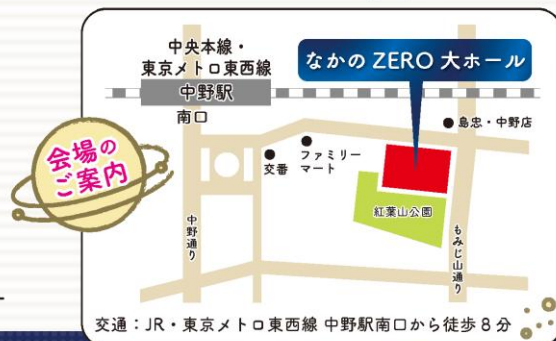 会場の
ご案内
中央本線・
東京メトロ東西線
中野駅
南口
なかの ZERO 大ホール
島忠・中野店
交番
ファミリー
マート
紅葉山公園
中野通り
もみじ山通り
交通：JR・東京メトロ東西線 中野駅南口から徒歩 8 分